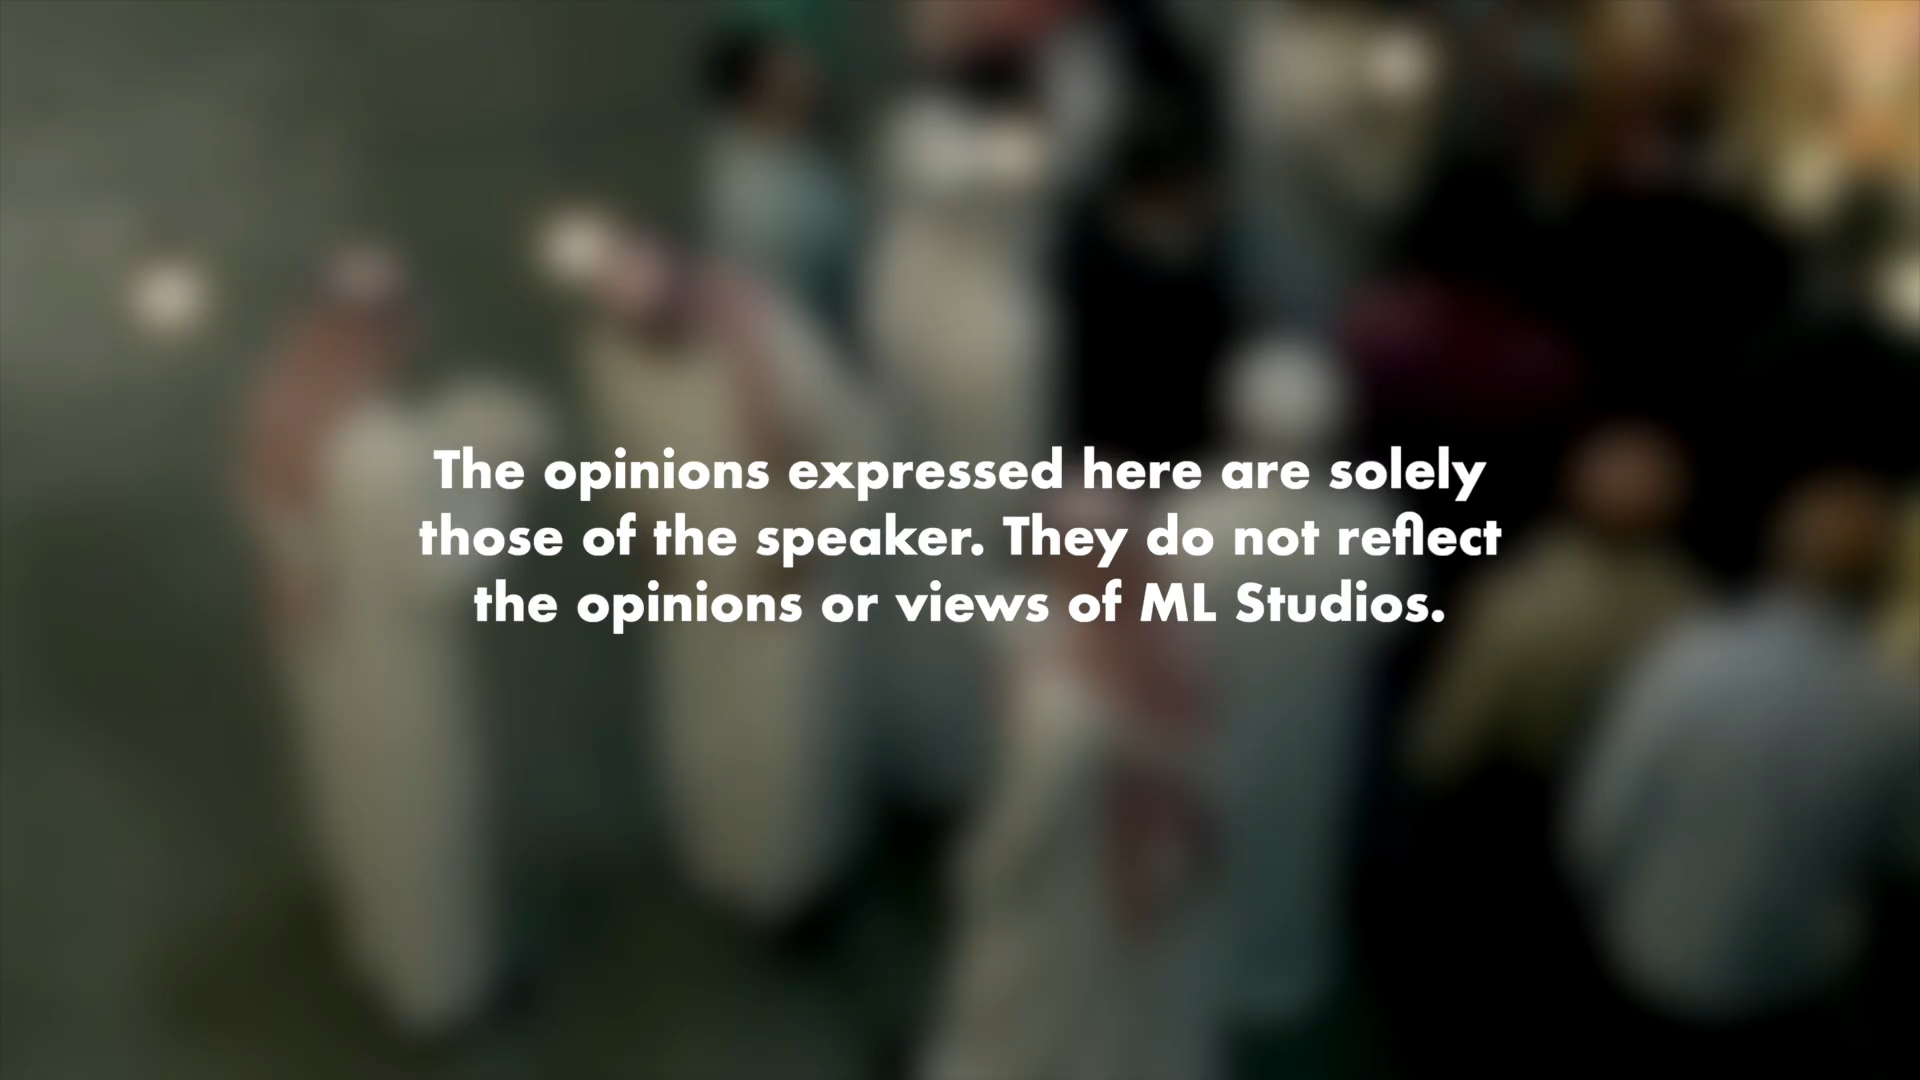 The opinions expressed here are solely
those of the speaker. They do not reflect
the opinions or views of ML Studios.